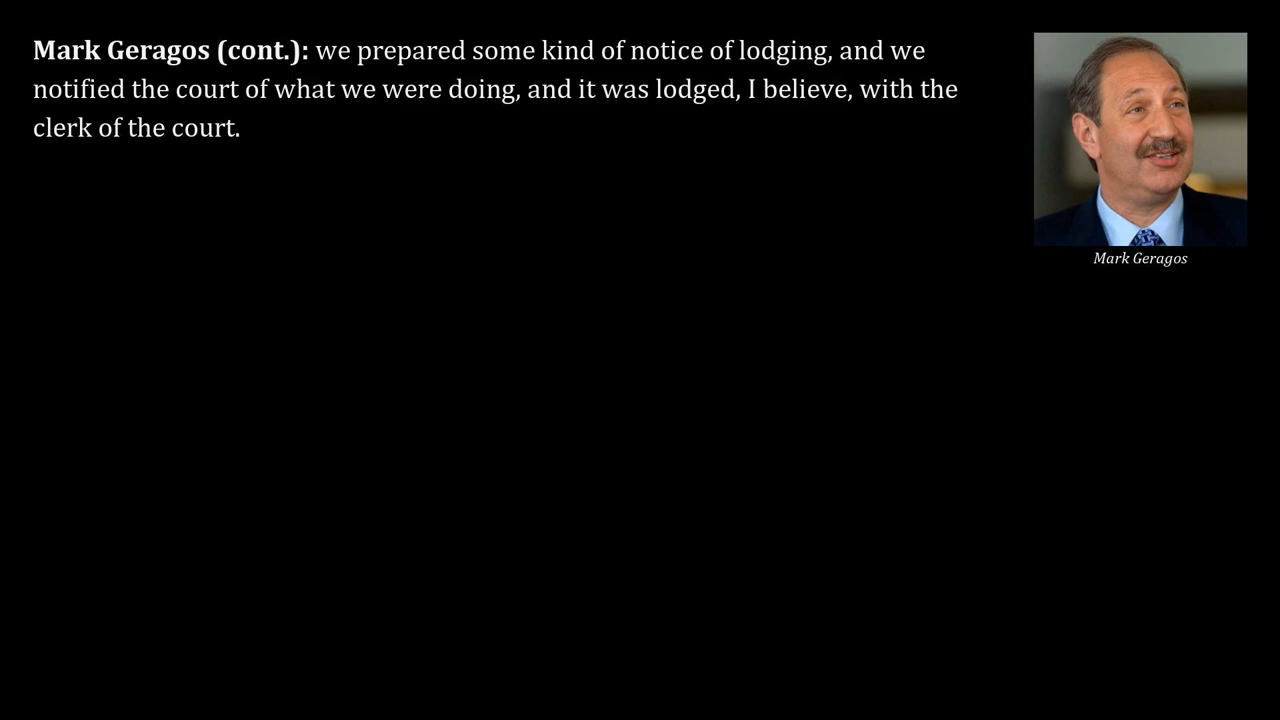 Mark Geragos (cont.): we prepared some kind of notice of lodging, and we
notified the court of what we were doing, and it was lodged, I believe, with the
clerk of the court.
Mark Geragos